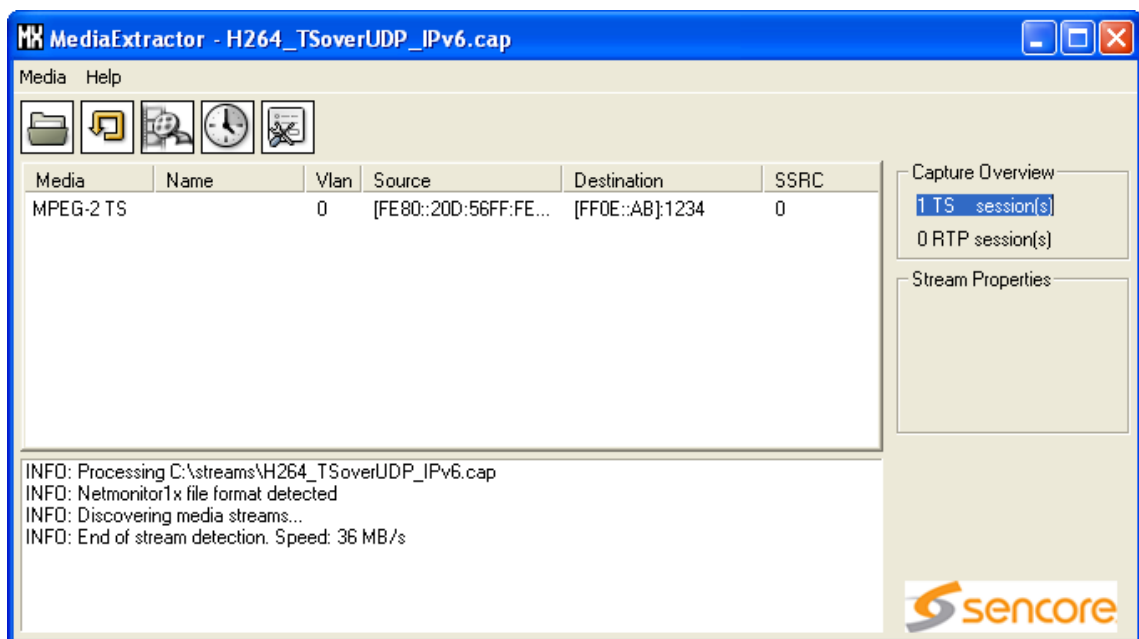 MX MediaExtractor - H264_TSoverUDP_IPv6.cap
Media Help
Media Name Vlan Source Destination SSRC
MPEG-2 TS 0 [FE80::20D:56FF:FE... [FF0E::AB]:1234 0
Capture Overview
1 TS session(s)
0 RTP session(s)
Stream Properties
INFO: Processing C:\streams\H264_TSoverUDP_IPv6.cap
INFO: Netmonitor1x file format detected
INFO: Discovering media streams...
INFO: End of stream detection. Speed: 36 MB/s
sencore